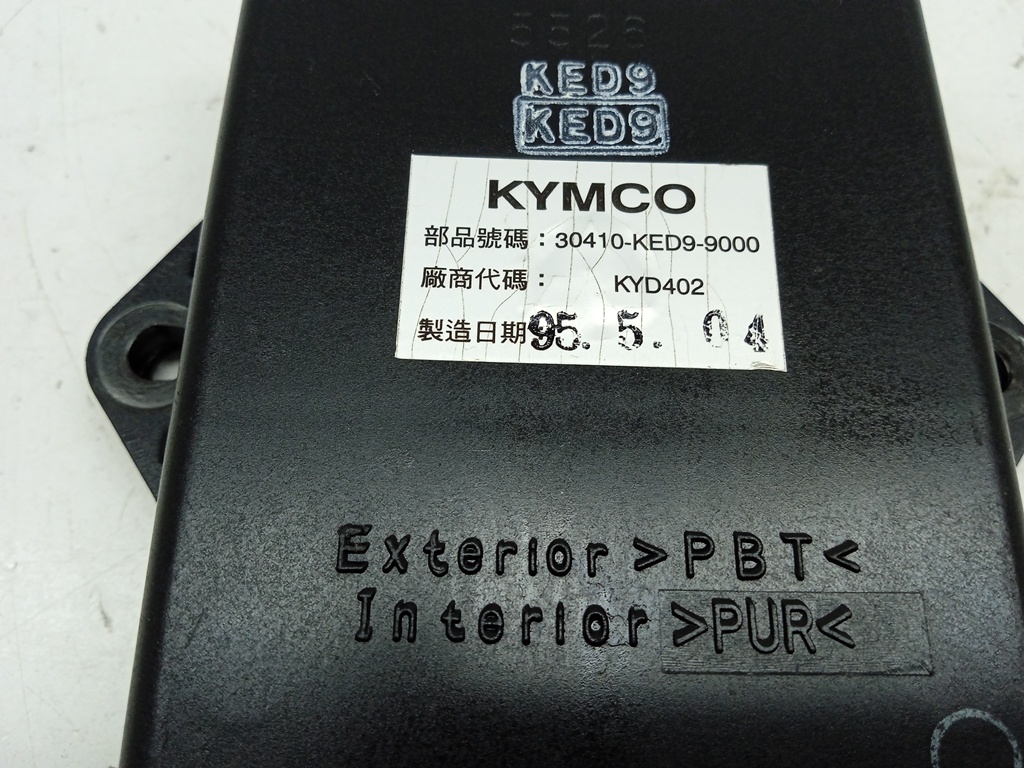 5526
KED9
KED9
KYMCO
部品號碼：30410-KED9-9000
廠商代碼： KYD402
製造日期95. 5. 04
Exterior >PBT<
Interior >PUR<